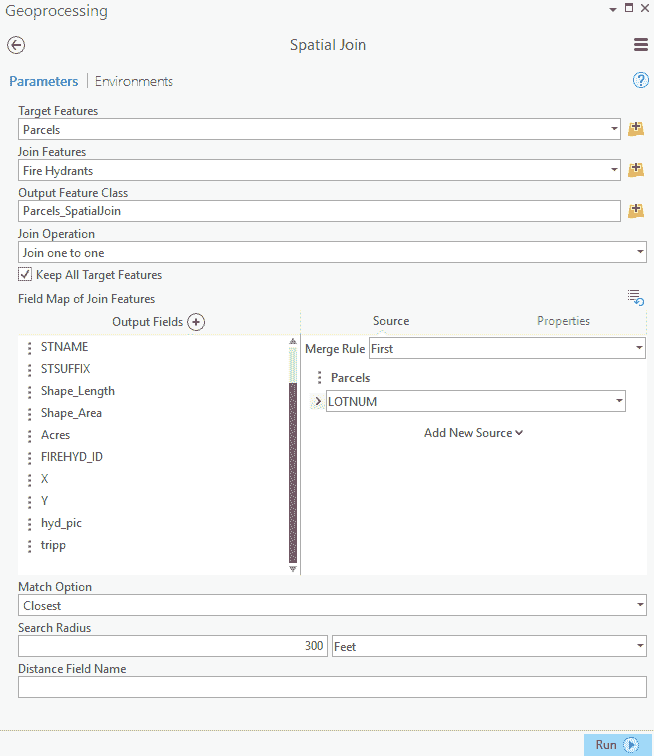 Geoprocessing
Spatial Join
Parameters | Environments
Target Features
Parcels
Join Features
Fire Hydrants
Output Feature Class
Parcels_SpatialJoin
Join Operation
Join one to one
Keep All Target Features
Field Map of Join Features
Output Fields
Source Properties
STNAME
STSUFFIX
Shape_Length
Shape_Area
Acres
FIREHYD_ID
X
Y
hyd_pic
tripp
Merge Rule First
Parcels
LOTNUM
Add New Source
Match Option
Closest
Search Radius
300 Feet
Distance Field Name
Run